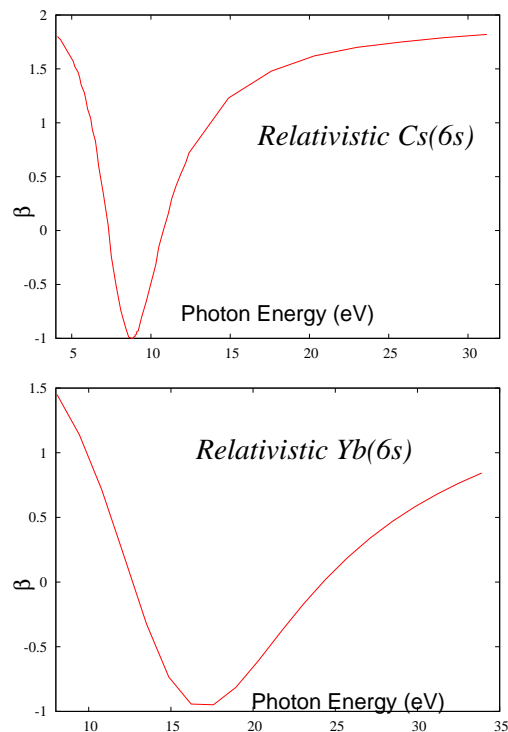 2
1.5
1
0.5
0
-0.5
-1
β
Relativistic Cs(6s)
Photon Energy (eV)
5 10 15 20 25 30
1.5
1
0.5
0
-0.5
-1
β
Relativistic Yb(6s)
Photon Energy (eV)
10 15 20 25 30 35